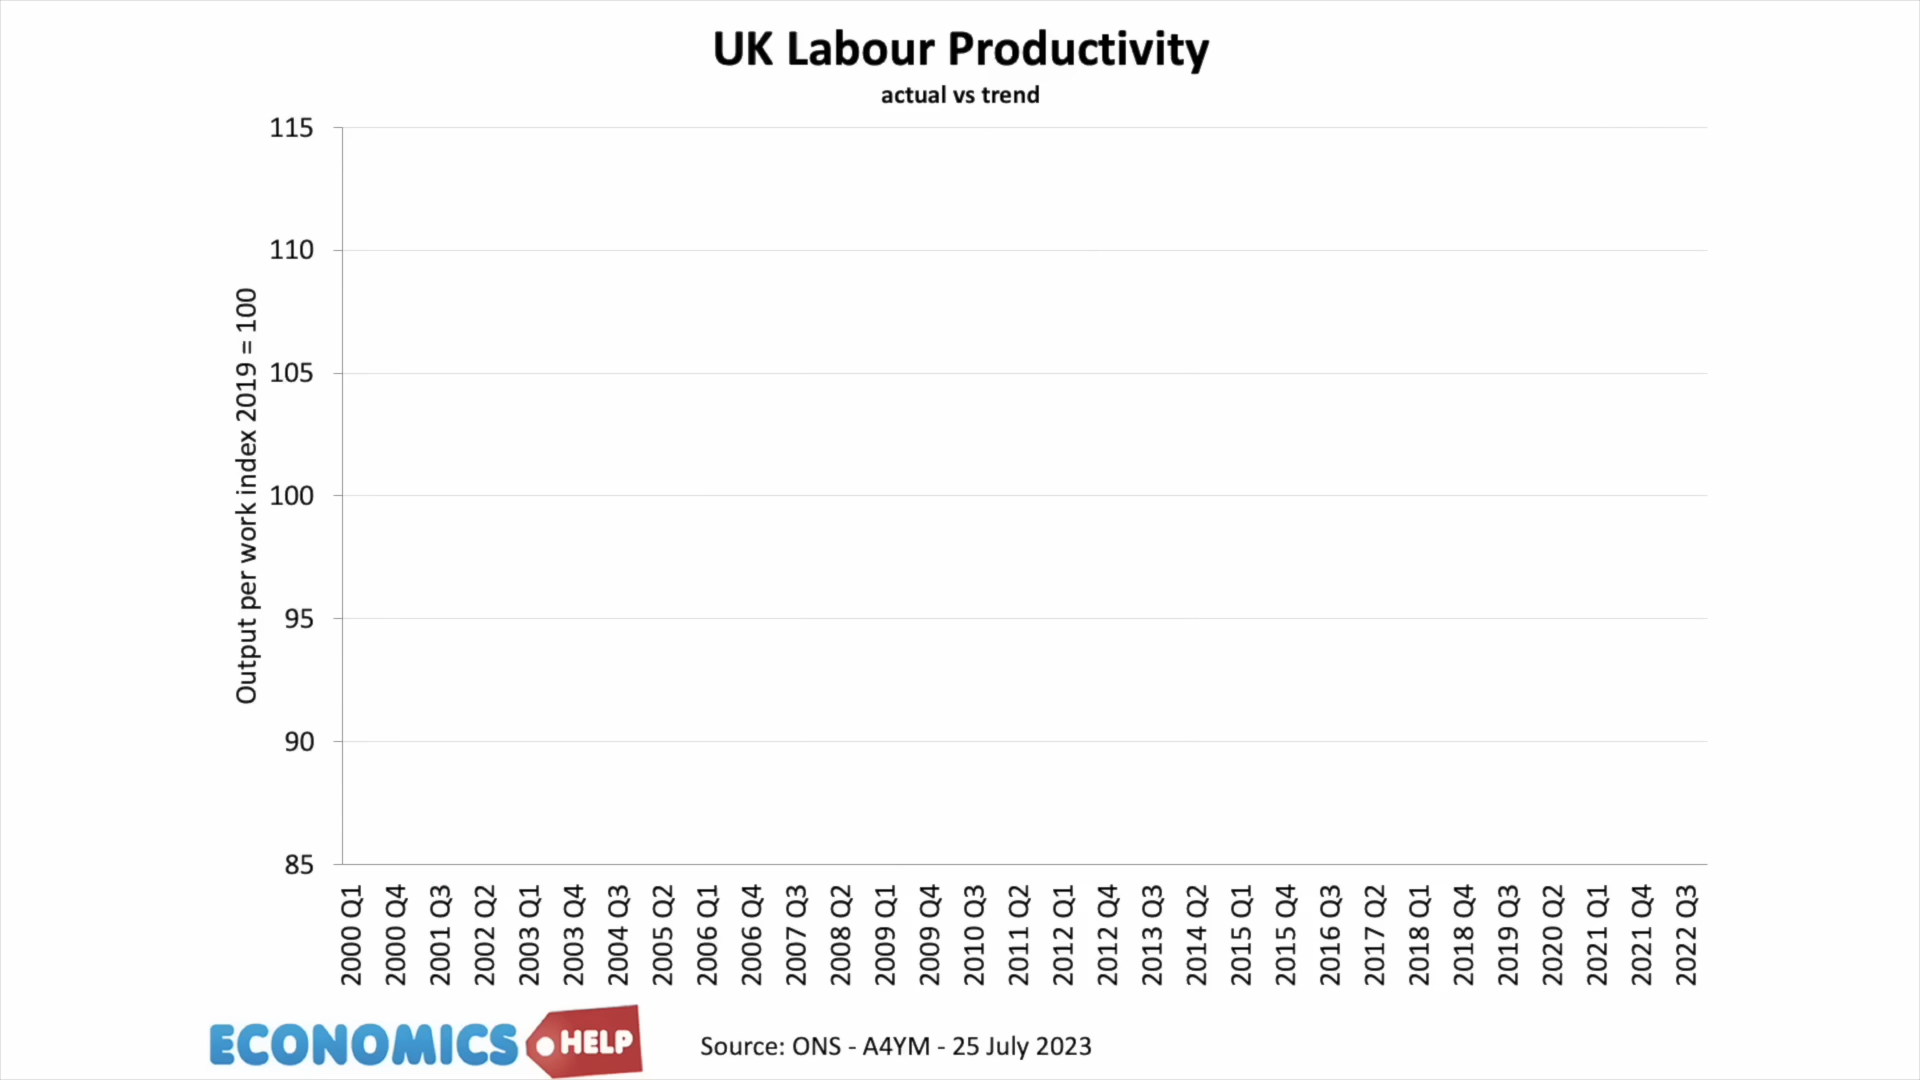 UK Labour Productivity
actual vs trend
115
110
105
100
95
90
85
Output per work index 2019 = 100
2000 Q1
2000 Q4
2001 Q3
2002 Q2
2003 Q1
2003 Q4
2004 Q3
2005 Q2
2006 Q1
2006 Q4
2007 Q3
2008 Q2
2009 Q1
2009 Q4
2010 Q3
2011 Q2
2012 Q1
2012 Q4
2013 Q3
2014 Q2
2015 Q1
2015 Q4
2016 Q3
2017 Q2
2018 Q1
2018 Q4
2019 Q3
2020 Q2
2021 Q1
2021 Q4
2022 Q3
ECONOMICS HELP
Source: ONS - A4YM - 25 July 2023